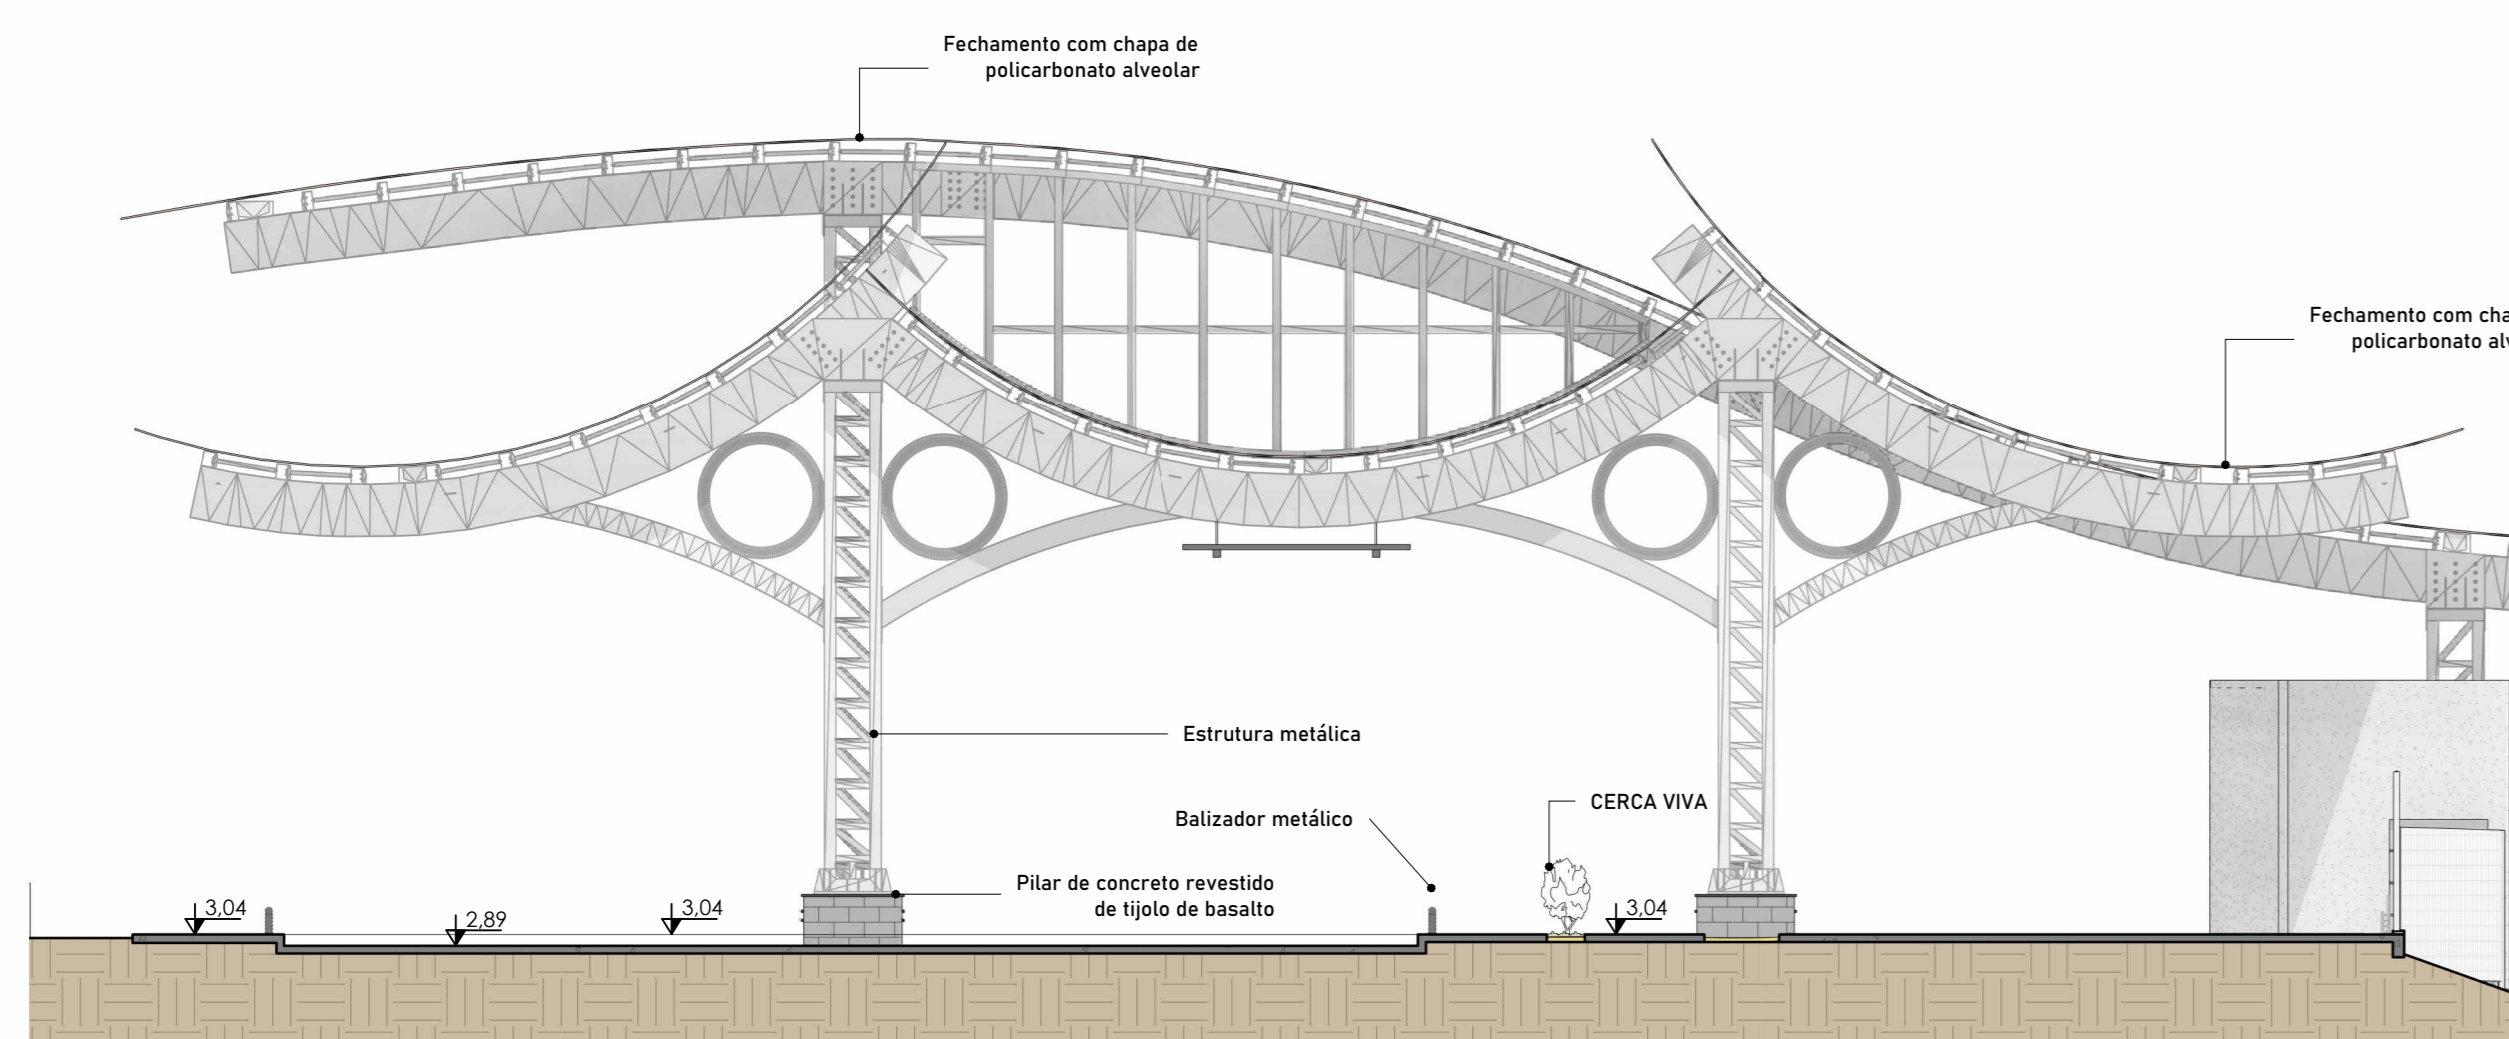 Fechamento com chapa de
policarbonato alveolar
Fechamento com cha
policarbonato alv
Estrutura metálica
CERCA VIVA
Balizador metálico
Pilar de concreto revestido
de tijolo de basalto
3,04
2,89
3,04
3,04